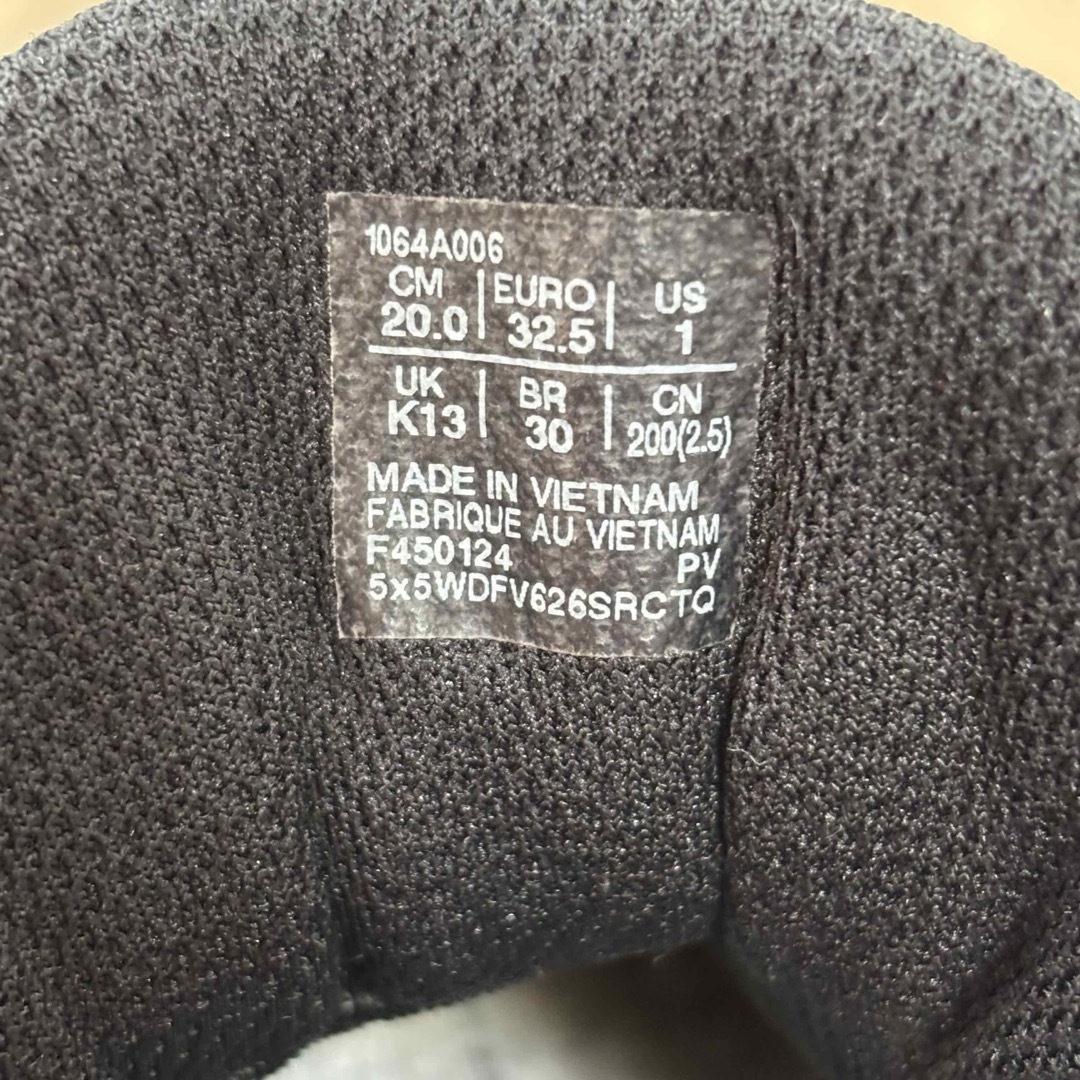 1064A006
CM | EURO | US
20.0 | 32.5 | 1
UK | BR | CN
K13 | 30 | 200(2.5)
MADE IN VIETNAM
FABRIQUE AU VIETNAM
F450124 PV
5x5WDFV626SRCTQ